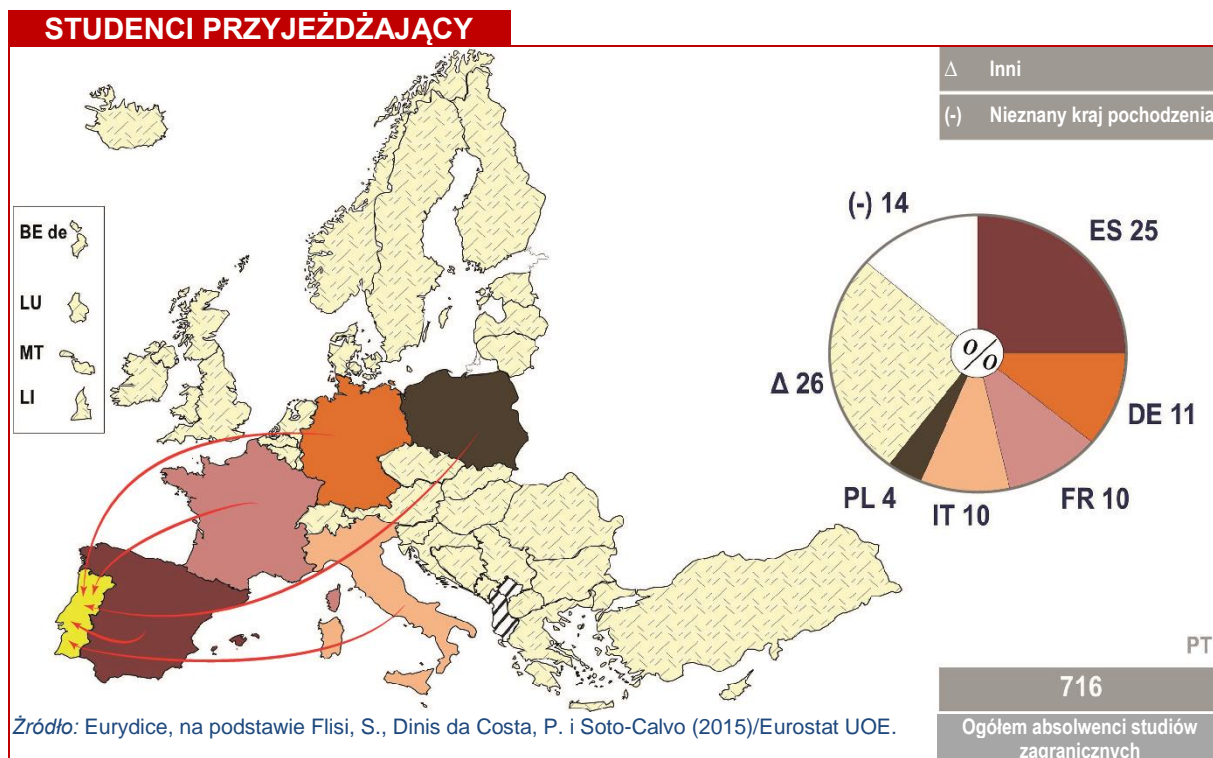 STUDENCI PRZYJEŻDŻAJĄCY
Δ Inni
(-) Nieznany kraj pochodzenia
BE de
LU
MT
LI
(-) 14
ES 25
%
Δ 26
DE 11
PL 4
IT 10
FR 10
PT
716
Ogółem absolwenci studiów
zagranicznych
Żródło: Eurydice, na podstawie Flisi, S., Dinis da Costa, P. i Soto-Calvo (2015)/Eurostat UOE.